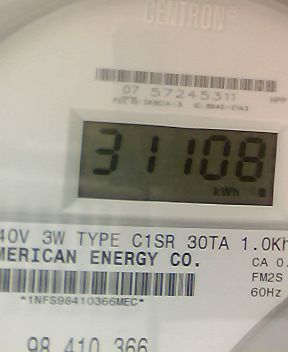 CENTRON®
07 57245311
31108
kWh
40V 3W TYPE C1SR 30TA 1.0Kh
MERICAN ENERGY CO.
CA 0.
FM2S
60Hz
*1NFS98410366MEC*
98 410 366